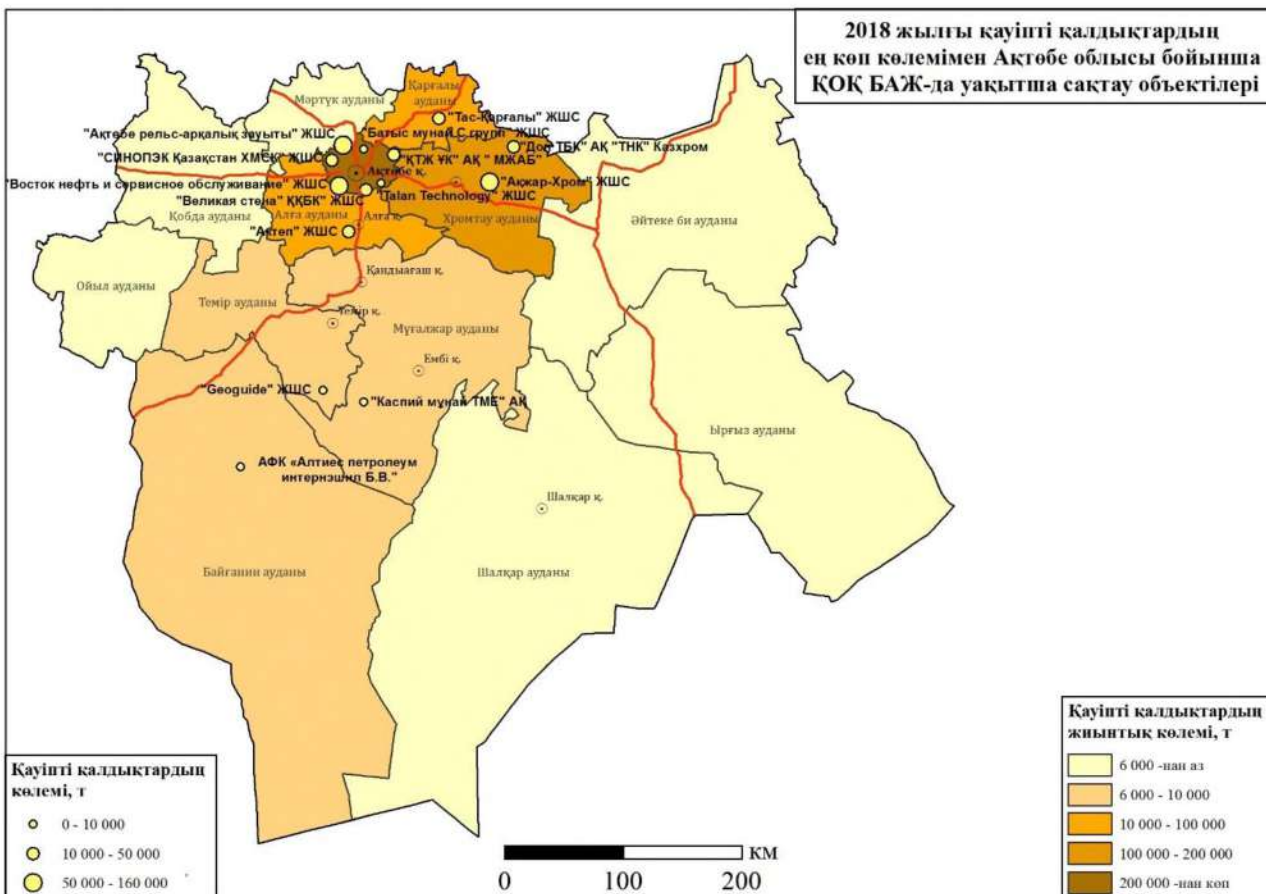 2018 жылғы қауіпті қалдықтардың
ең көп көлемімен Ақтөбе облысы бойынша
ҚОҚ БАЖ-да уақытша сақтау объектілері
Мәртүк ауданы
Қарғалы
ауданы
"Тас-Қарғалы" ЖШС
"Ақтөбе рельс-арқалық зауыты" ЖШС
"Батыс мунай С групп" ЖШС
"Дон ТБК" АҚ "ТНК" Казхром
"СИНОПЭК Қазақстан ХМСК" ЖШС
"ҚТЖ ҰК" АҚ " МЖАБ"
Ақтөбе қ.
"Восток нефть и сервисное обслуживание" ЖШС
"Ақжар-Хром" ЖШС
"Великая стена" ҚҚБК" ЖШС
"Talan Technology" ЖШС
Қобда ауданы
Алға ауданы
Алға қ.
Хромтау ауданы
Әйтеке би ауданы
"Актеп" ЖШС
Ойыл ауданы
Қандыағаш қ.
Темір ауданы
Темір қ.
Мұғалжар ауданы
Ембі қ.
"Geoguide" ЖШС
"Каспий мұнай ТМЕ" АҚ
Ырғыз ауданы
АФК «Алтиес петролеум
интернэшнл Б.В."
Шалқар қ.
Байғанин ауданы
Шалқар ауданы
Қауіпті қалдықтардың
көлемі, т
0 - 10 000
10 000 - 50 000
50 000 - 160 000
КМ
0 100 200
Қауіпті қалдықтардың
жиынтық көлемі, т
6 000 -нан аз
6 000 - 10 000
10 000 - 100 000
100 000 - 200 000
200 000 -нан көп